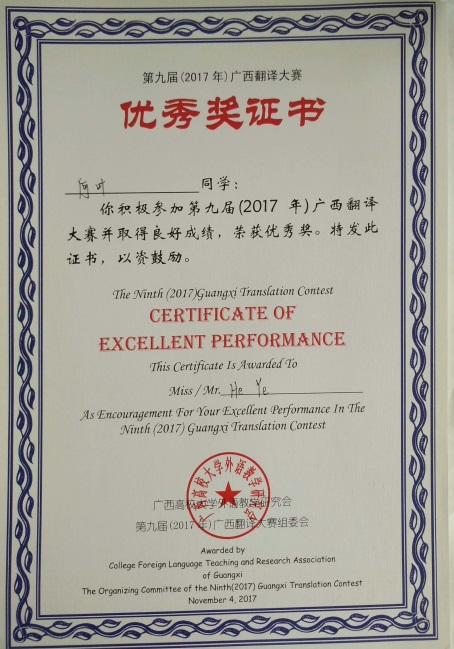 第九届(2017年)广西翻译大赛
优秀奖证书
何叶同学:
你积极参加第九届(2017 年)广西翻译
大赛并取得良好成绩,荣获优秀奖。特发此
证书,以资鼓励。
The Ninth (2017)Guangxi Translation Contest
CERTIFICATE OF
EXCELLENT PERFORMANCE
This Certificate Is Awarded To
Miss / Mr. He Ye
As Encouragement For Your Excellent Performance In The
Ninth (2017) Guangxi Translation Contest
广西高校大学外语教学研究会
广西高校大学外语教学研究会
第九届(2017年)广西翻译大赛组委会
Awarded by
College Foreign Language Teaching and Research Association
of Guangxi
The Organizing Committee of the Ninth(2017) Guangxi Translation Contest
November 4, 2017